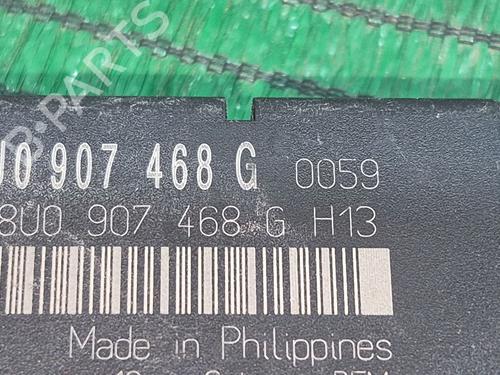 B-PARTS
U0 907 468 G 0059
8U0 907 468 G H13
Made in Philippines